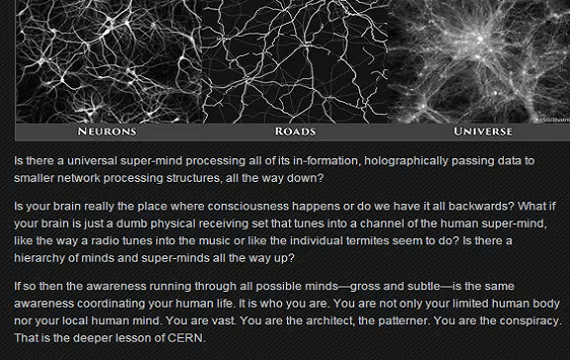 ©ESO/Illustri
NEURONS ROADS UNIVERSE
Is there a universal super-mind processing all of its in-formation, holographically passing data to
smaller network processing structures, all the way down?
Is your brain really the place where consciousness happens or do we have it all backwards? What if
your brain is just a dumb physical receiving set that tunes into a channel of the human super-mind,
like the way a radio tunes into the music or like the individual termites seem to do? Is there a
hierarchy of minds and super-minds all the way up?
If so then the awareness running through all possible minds—gross and subtle—is the same
awareness coordinating your human life. It is who you are. You are not only your limited human body
nor your local human mind. You are vast. You are the architect, the patterner. You are the conspiracy.
That is the deeper lesson of CERN.